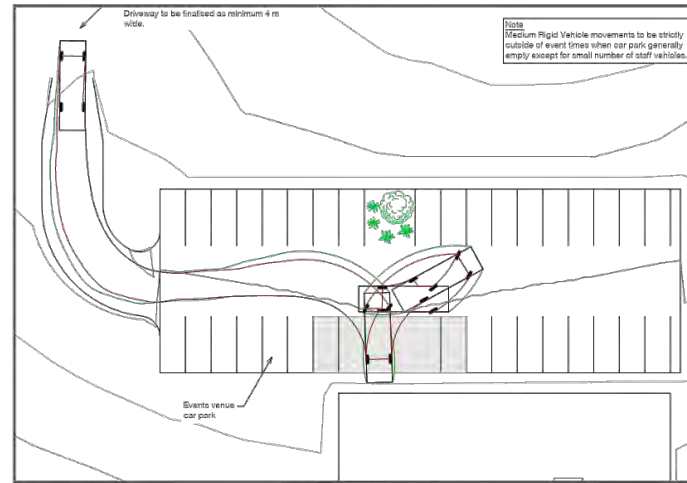 Driveway to be finalised as minimum 4 m
wide.
Note
Medium Rigid Vehicle movements to be strictly
outside of event times when car park generally
empty except for small number of staff vehicles.
Events venue
car park